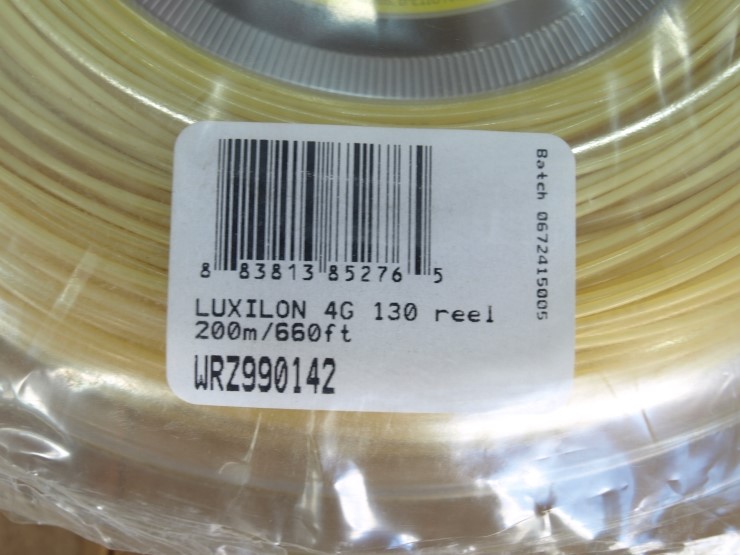 8 83813 85276 5
LUXILON 4G 130 reel
200m/660ft
WRZ990142
Batch 0672415005